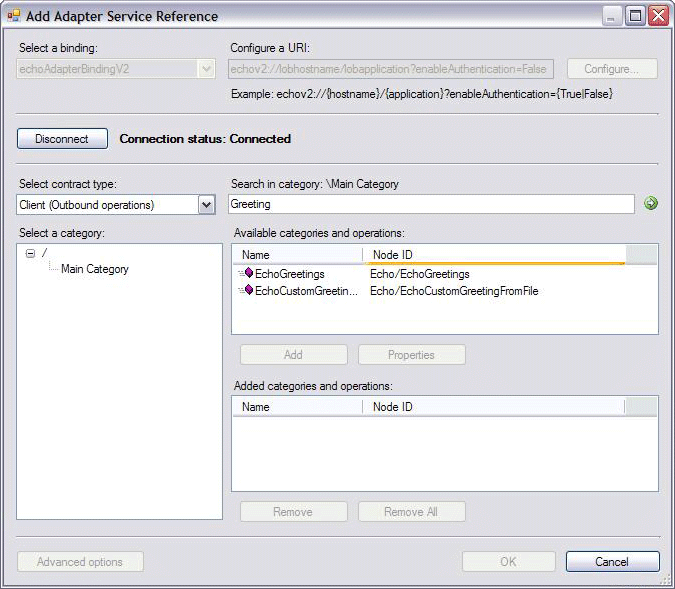 Add Adapter Service Reference
Select a binding: Configure a URI:
echoAdapterBindingV2 echov2://lobhostname/lobapplication?enableAuthentication=False Configure...
Example: echov2://{hostname}/{application}?enableAuthentication={True|False}
Disconnect Connection status: Connected
Select contract type: Search in category: \Main Category
Client (Outbound operations) Greeting
Select a category: Available categories and operations:
/ Name Node ID
Main Category EchoGreetings Echo/EchoGreetings
EchoCustomGreetin... Echo/EchoCustomGreetingFromFile
Add Properties
Added categories and operations:
Name Node ID
Remove Remove All
Advanced options OK Cancel